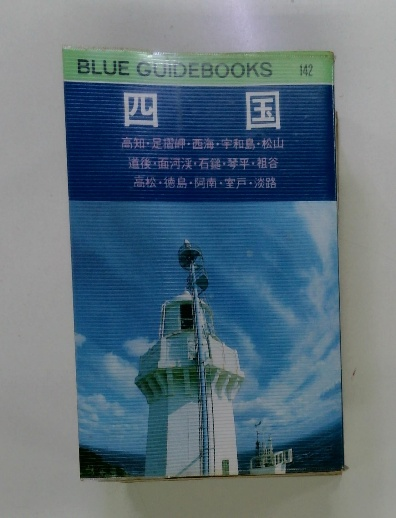 BLUE GUIDEBOOKS 142
四国
高知・足摺岬・西海・宇和島・松山
道後・面河渓・石鎚・琴平・祖谷
高松・徳島・阿南・室戸・淡路